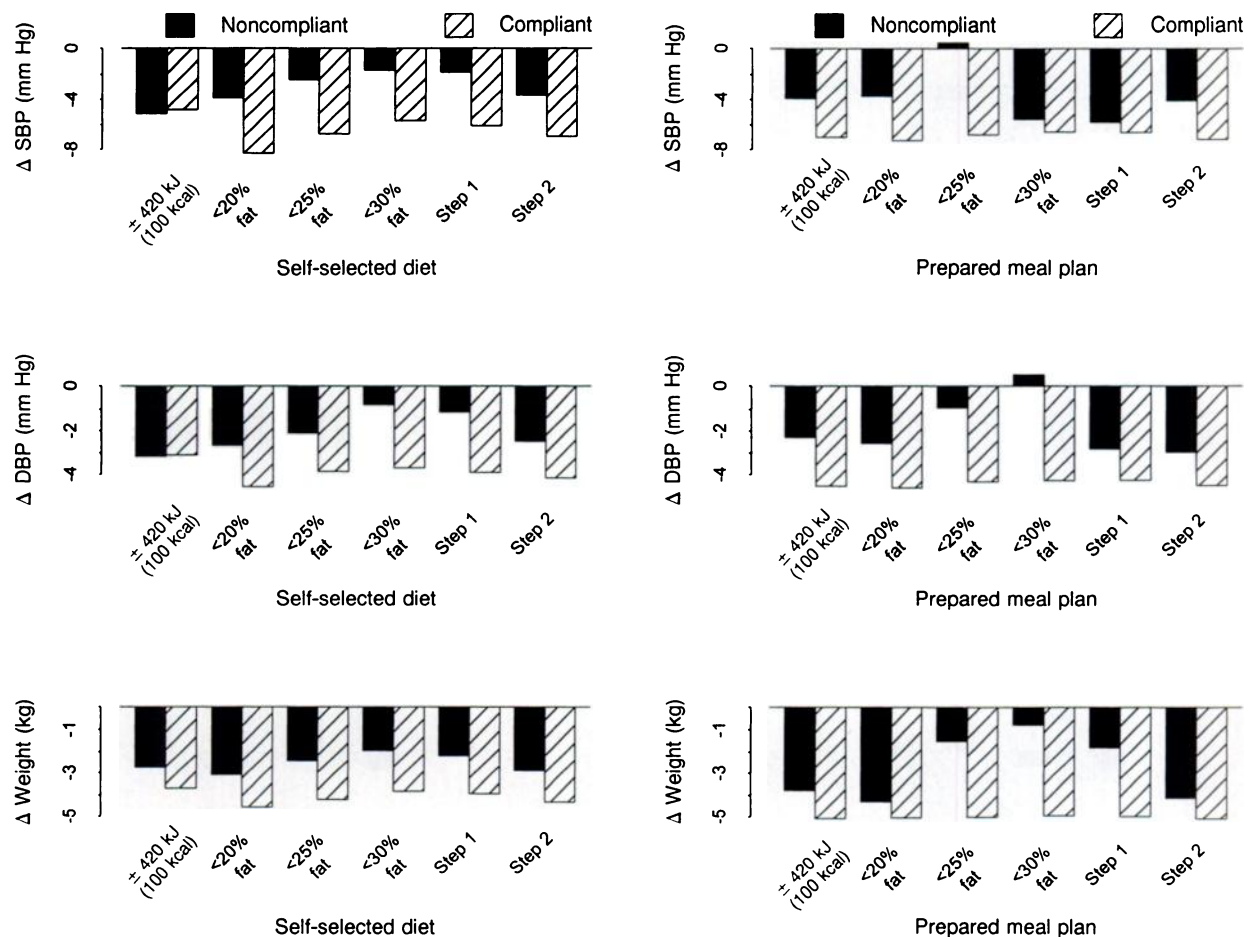 Noncompliant Compliant
Δ SBP (mm Hg)
0
-4
-8
± 420 kJ
(100 kcal)
<20%
fat
<25%
fat
<30%
fat
Step 1
Step 2
Self-selected diet
Noncompliant Compliant
Δ SBP (mm Hg)
0
-4
-8
± 420 kJ
(100 kcal)
<20%
fat
<25%
fat
<30%
fat
Step 1
Step 2
Prepared meal plan
Δ DBP (mm Hg)
0
-2
-4
± 420 kJ
(100 kcal)
<20%
fat
<25%
fat
<30%
fat
Step 1
Step 2
Self-selected diet
Δ DBP (mm Hg)
0
-2
-4
± 420 kJ
(100 kcal)
<20%
fat
<25%
fat
<30%
fat
Step 1
Step 2
Prepared meal plan
Δ Weight (kg)
-1
-3
-5
± 420 kJ
(100 kcal)
<20%
fat
<25%
fat
<30%
fat
Step 1
Step 2
Self-selected diet
Δ Weight (kg)
-1
-3
-5
± 420 kJ
(100 kcal)
<20%
fat
<25%
fat
<30%
fat
Step 1
Step 2
Prepared meal plan